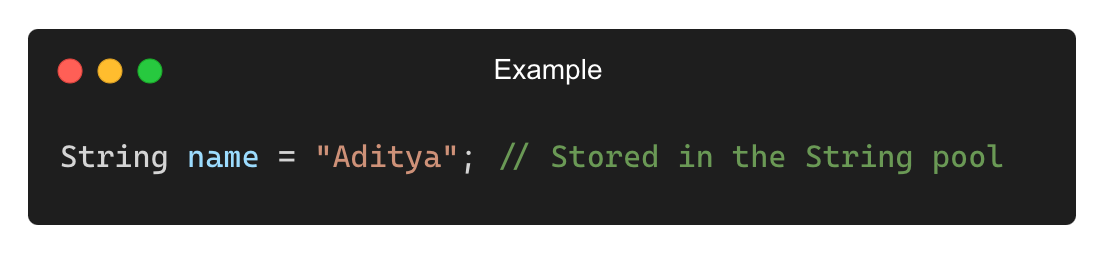 Example
String name = "Aditya"; // Stored in the String pool